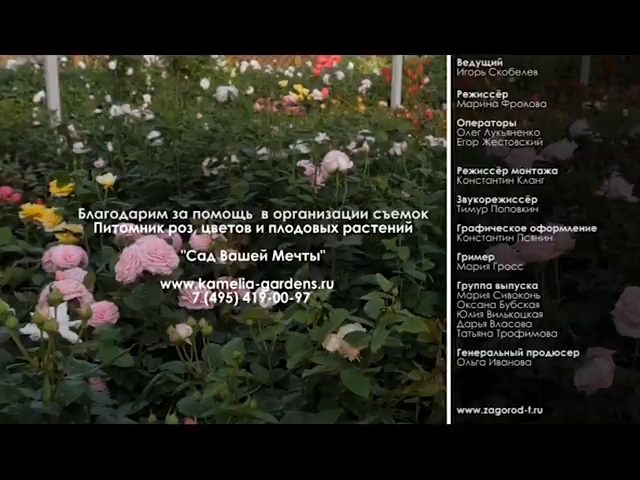 Благодарим за помощь в организации съемок
Питомник роз, цветов и плодовых растений
"Сад Вашей Мечты"
www.kamelia-gardens.ru
7 (495) 419-00-97
Ведущий
Игорь Скобелев
Режиссёр
Марина Фролова
Операторы
Олег Лукьяненко
Егор Жестовский
Режиссёр монтажа
Константин Кланг
Звукорежиссёр
Тимур Поповкин
Графическое оформление
Константин Псянин
Гример
Мария Гросс
Группа выпуска
Мария Сивоконь
Оксана Бубская
Юлия Вилькоцкая
Дарья Власова
Татьяна Трофимова
Генеральный продюсер
Ольга Иванова
www.zagorod-t.ru